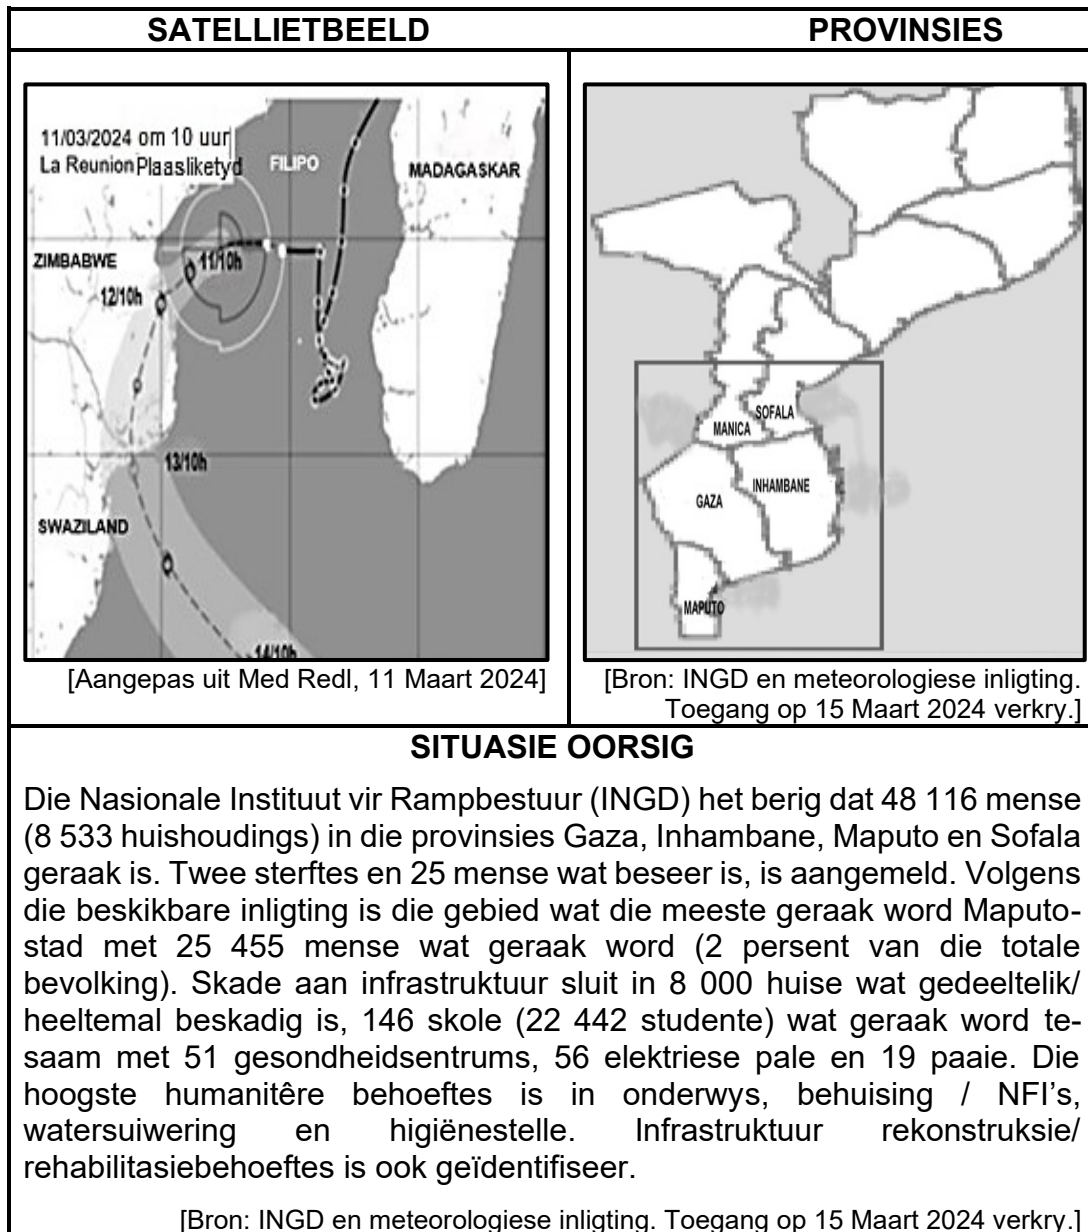 SATELLIETBEELD
PROVINSIES
11/03/2024 om 10 uur
La Reunion Plaasliketyd
FILIPO
MADAGASKAR
ZIMBABWE
11/10h
12/10h
13/10h
SWAZILAND
14/10h
[Aangepas uit Med Redl, 11 Maart 2024]
SOFALA
MANICA
INHAMBANE
GAZA
MAPUTO
[Bron: INGD en meteorologiese inligting.
Toegang op 15 Maart 2024 verkry.]
SITUASIE OORSIG
Die Nasionale Instituut vir Rampbestuur (INGD) het berig dat 48 116 mense
(8 533 huishoudings) in die provinsies Gaza, Inhambane, Maputo en Sofala
geraak is. Twee sterftes en 25 mense wat beseer is, is aangemeld. Volgens
die beskikbare inligting is die gebied wat die meeste geraak word Maputo-
stad met 25 455 mense wat geraak word (2 persent van die totale
bevolking). Skade aan infrastruktuur sluit in 8 000 huise wat gedeeltelik/
heeltemal beskadig is, 146 skole (22 442 studente) wat geraak word te-
saam met 51 gesondheidsentrums, 56 elektriese pale en 19 paaie. Die
hoogste humanitêre behoeftes is in onderwys, behuising / NFI's,
watersuiwering en higiënestelle. Infrastruktuur rekonstruksie/
rehabilitasiebehoeftes is ook geïdentifiseer.
[Bron: INGD en meteorologiese inligting. Toegang op 15 Maart 2024 verkry.]